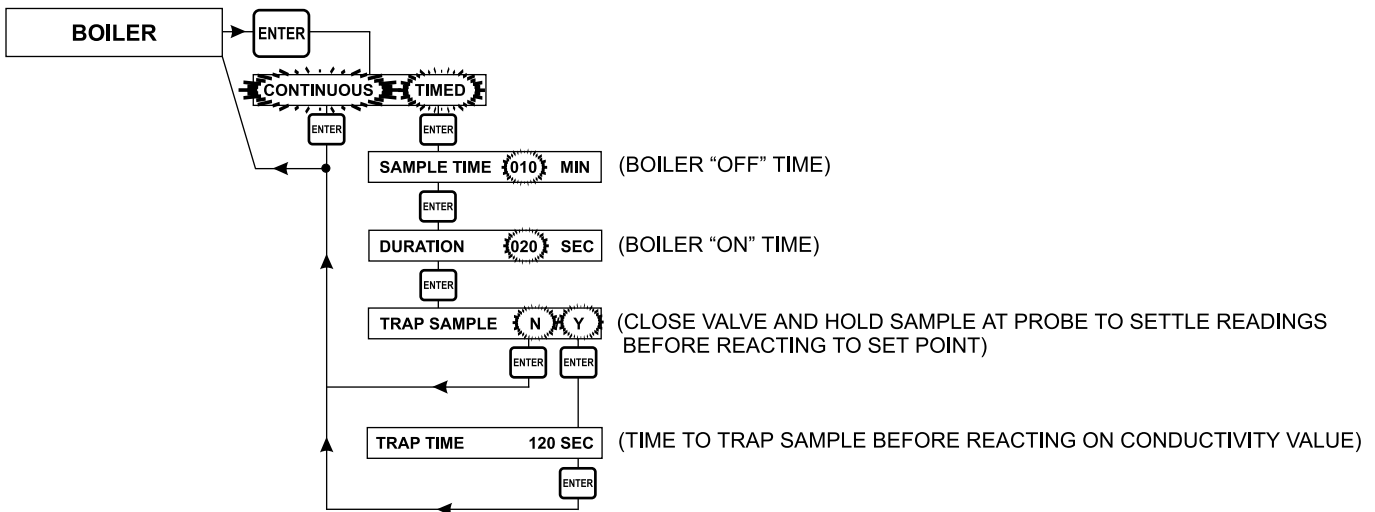 BOILER
ENTER
CONTINUOUS TIMED
ENTER ENTER
SAMPLE TIME 010 MIN (BOILER “OFF” TIME)
ENTER
DURATION 020 SEC (BOILER “ON” TIME)
ENTER
TRAP SAMPLE N Y (CLOSE VALVE AND HOLD SAMPLE AT PROBE TO SETTLE READINGS
BEFORE REACTING TO SET POINT)
ENTER ENTER
TRAP TIME 120 SEC (TIME TO TRAP SAMPLE BEFORE REACTING ON CONDUCTIVITY VALUE)
ENTER